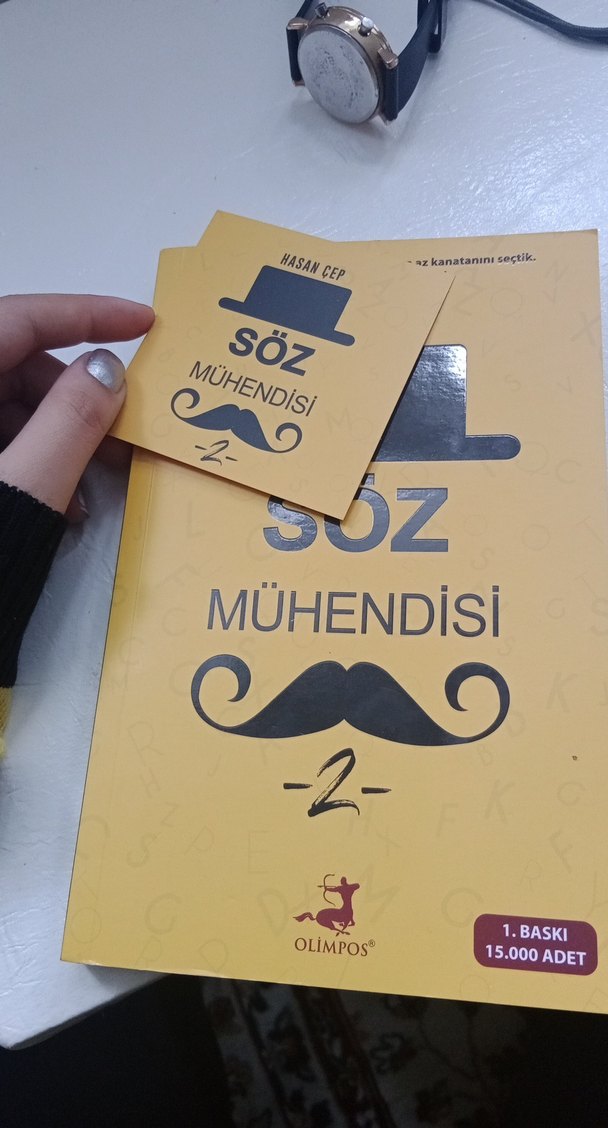 az kanatanını seçtik.
HASAN ÇEP
SÖZ
MÜHENDİSİ
-2-
SÖZ
MÜHENDİSİ
-2-
OLİMPOS®
1. BASKI
15.000 ADET